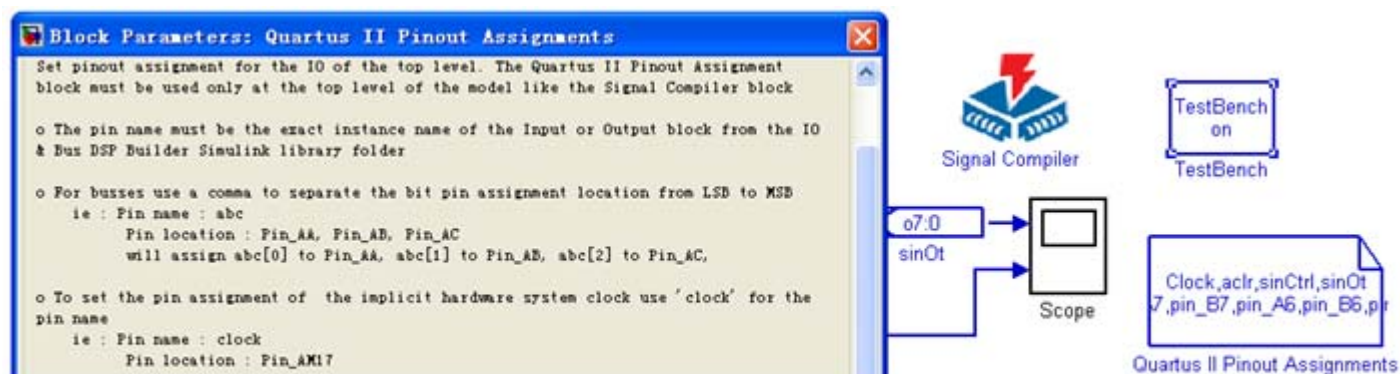 Block Parameters: Quartus II Pinout Assignments
Set pinout assignment for the IO of the top level. The Quartus II Pinout Assignment
block must be used only at the top level of the model like the Signal Compiler block
o The pin name must be the exact instance name of the Input or Output block from the IO
& Bus DSP Builder Simulink library folder
o For busses use a comma to separate the bit pin assignment location from LSB to MSB
ie : Pin name : abc
Pin location : Pin_AA, Pin_AB, Pin_AC
will assign abc[0] to Pin_AA, abc[1] to Pin_AB, abc[2] to Pin_AC,
o To set the pin assignment of the implicit hardware system clock use 'clock' for the
pin name
ie : Pin name : clock
Pin location : Pin_AM17
Signal Compiler
TestBench
on
TestBench
o7:0
sinOt
Scope
Clock,aclr,sinCtrl,sinOt
7,pin_B7,pin_A6,pin_B6,
Quartus II Pinout Assignments